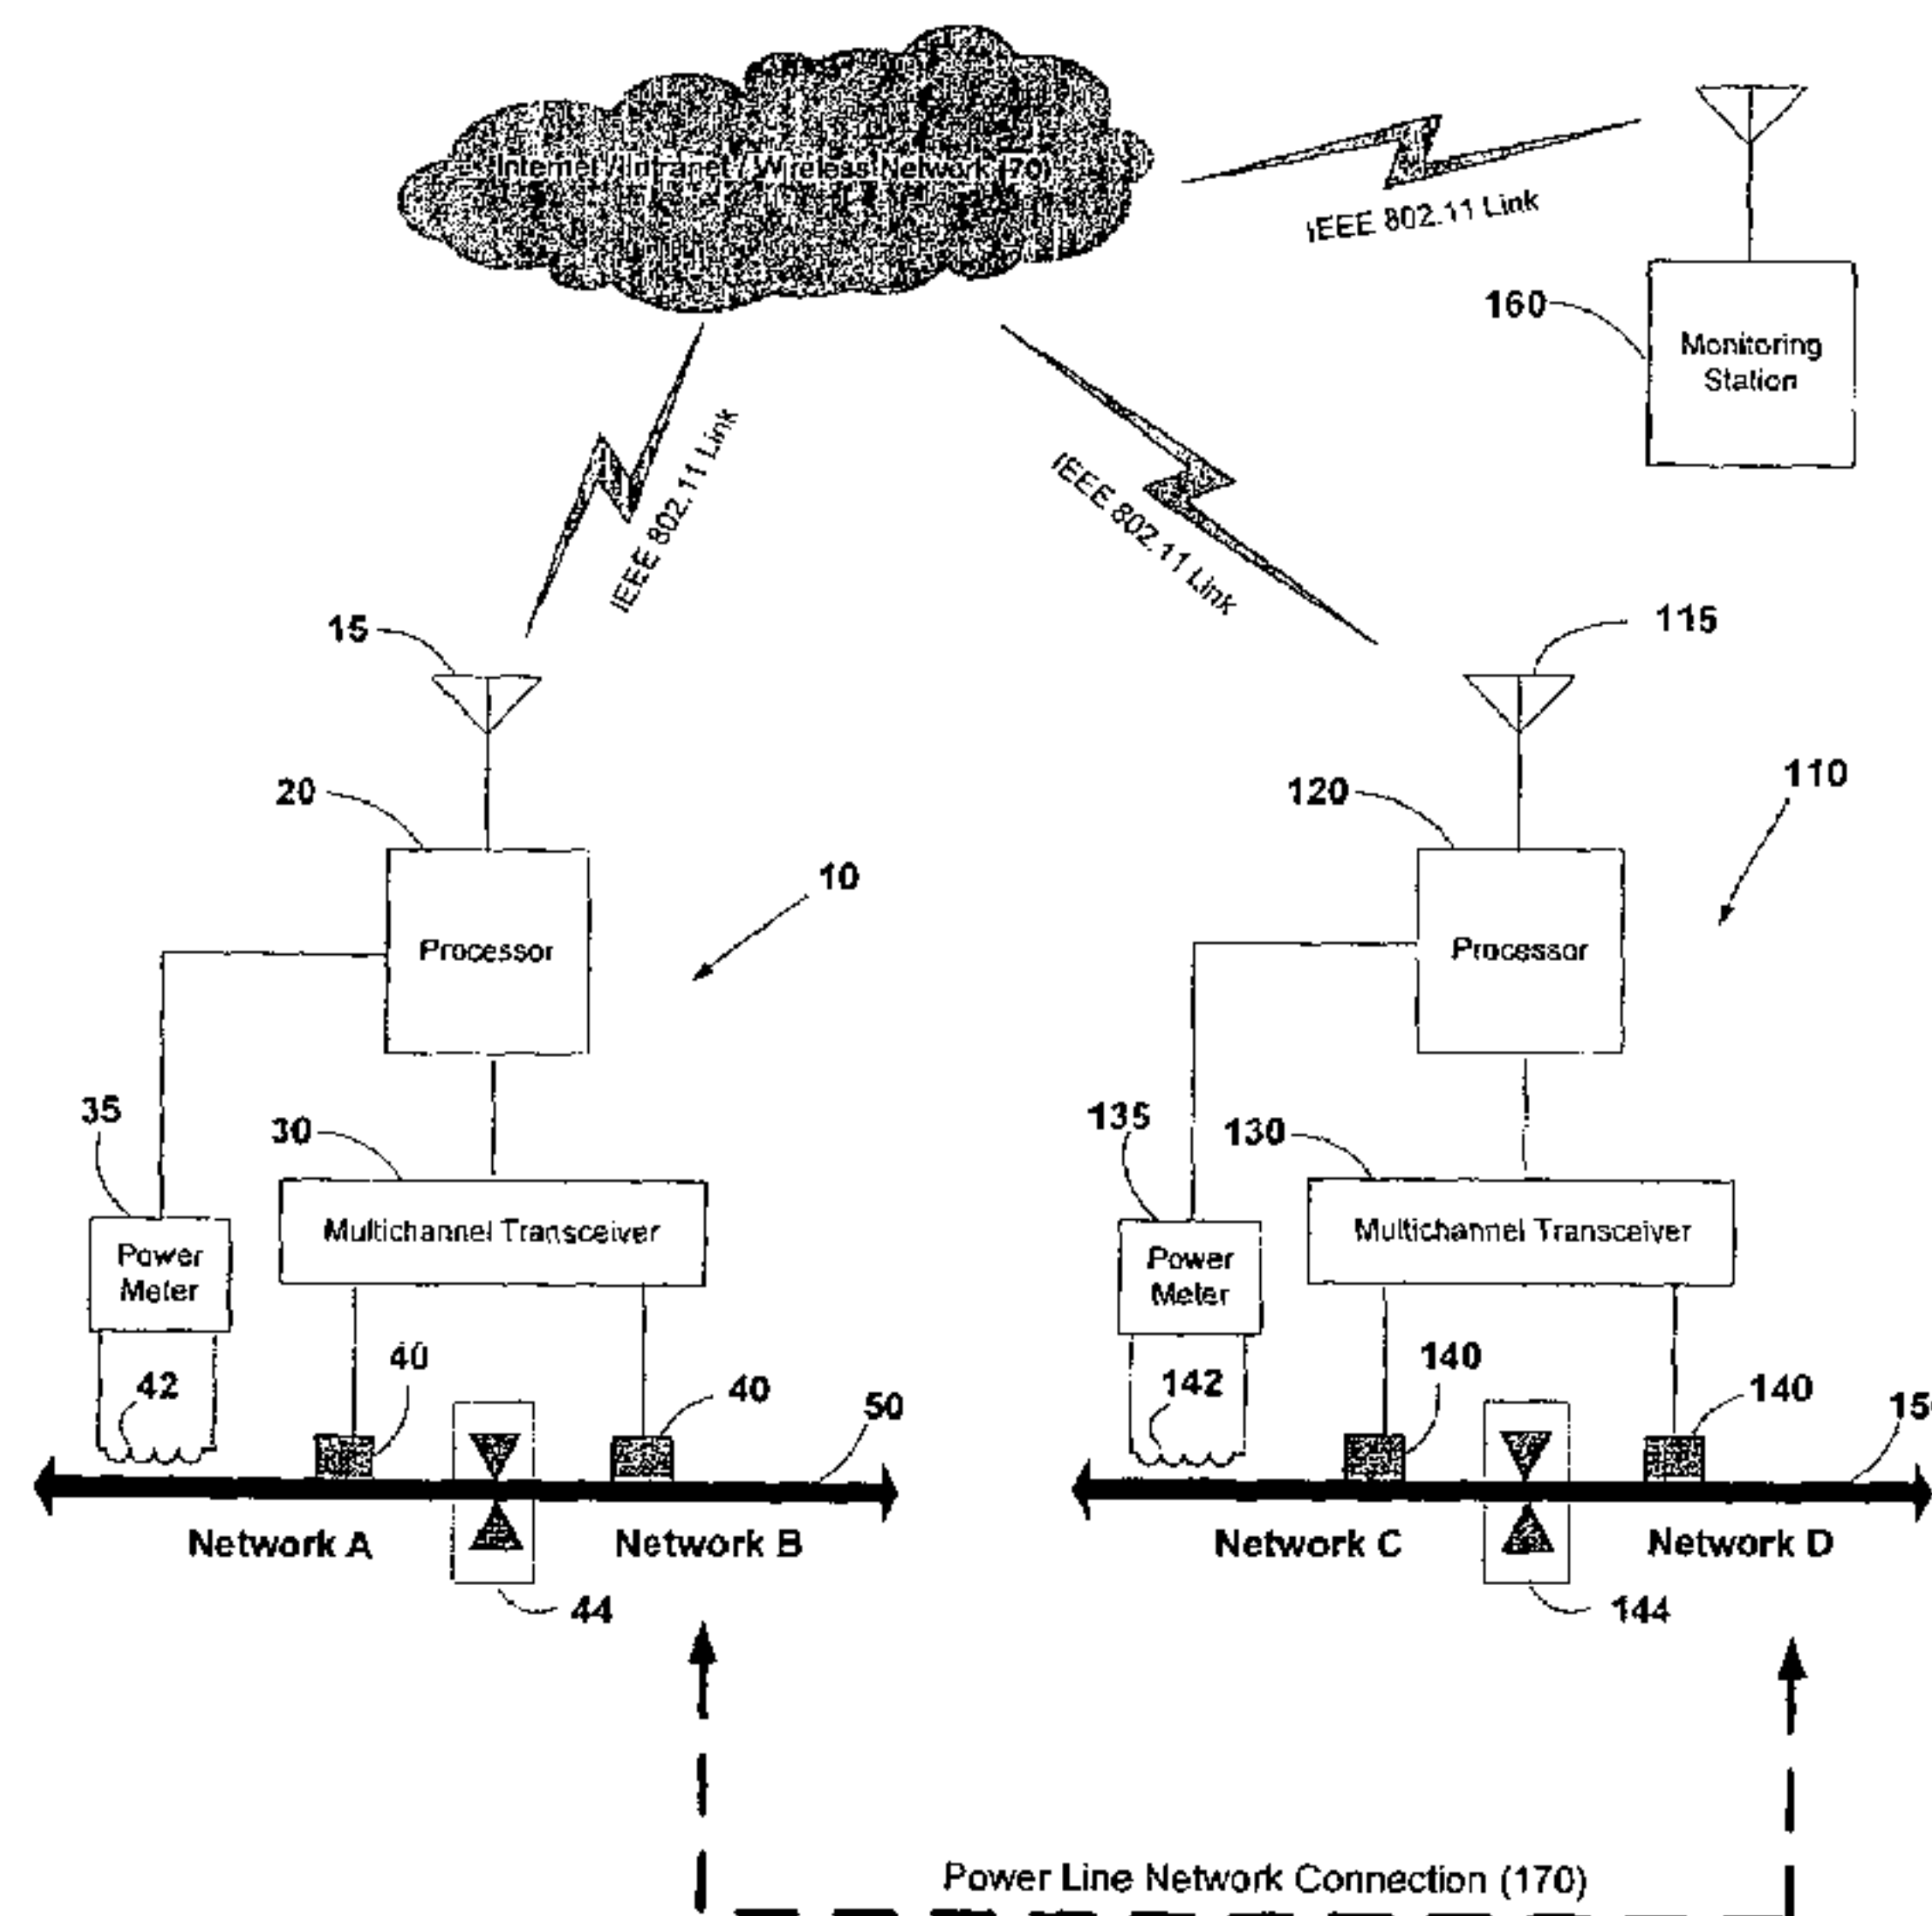 Internet / Intranet / Wireless Network (70)
IEEE 802.11 Link
160
Monitoring
Station
IEEE 802.11 Link
IEEE 802.11 Link
15
115
20
120
110
10
Processor
Processor
35
135
30
130
Multichannel Transceiver
Multichannel Transceiver
Power
Meter
Power
Meter
40
140
42
40
50
142
140
15
Network A
Network B
Network C
Network D
44
144
Power Line Network Connection (170)